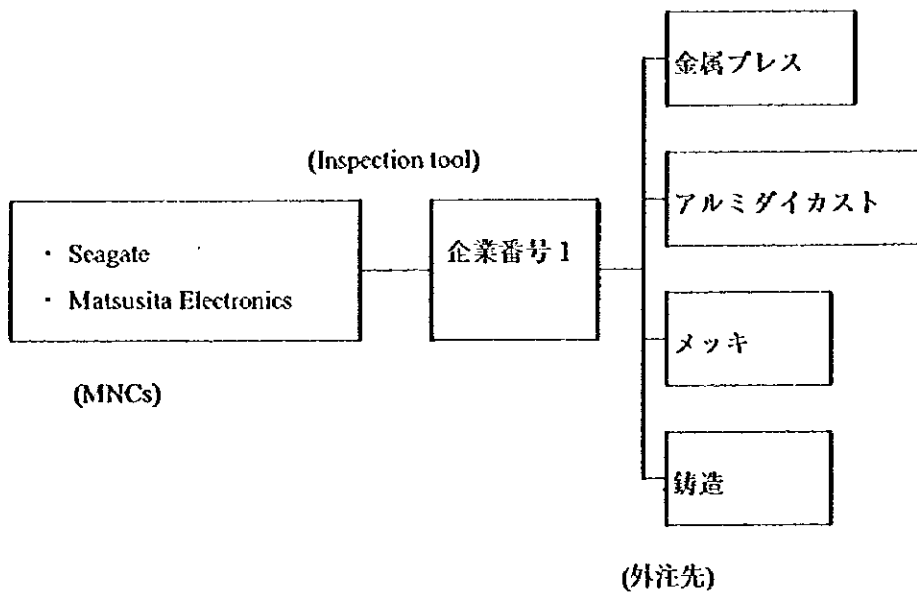 金属プレス
(Inspection tool)
アルミダイカスト
・ Seagate
・ Matsusita Electronics
企業番号 1
メッキ
(MNCs)
鋳造
(外注先)